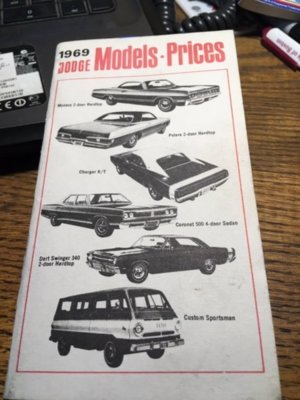 1969
DODGE Models·Prices
Monaco 2-door Hardtop
Polara 2-door Hardtop
Charger R/T
Coronet 500 4-door Sedan
Dart Swinger 340
2-door Hardtop
Custom Sportsman